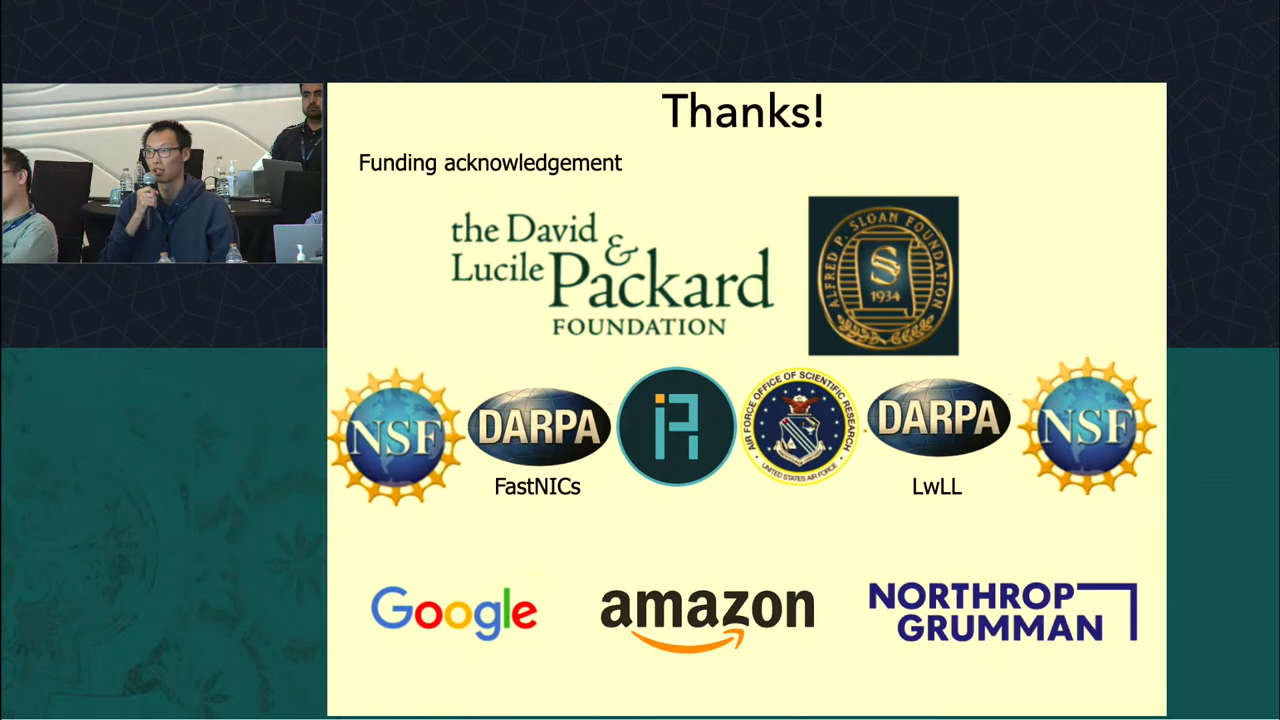 Thanks!
Funding acknowledgement
the David &
Lucile Packard
FOUNDATION
ALFRED P. SLOAN FOUNDATION
S
1934
NSF
DARPA
FastNICs
AIR FORCE OFFICE OF SCIENTIFIC RESEARCH
UNITED STATES AIR FORCE
DARPA
LwLL
NSF
Google
amazon
NORTHROP
GRUMMAN